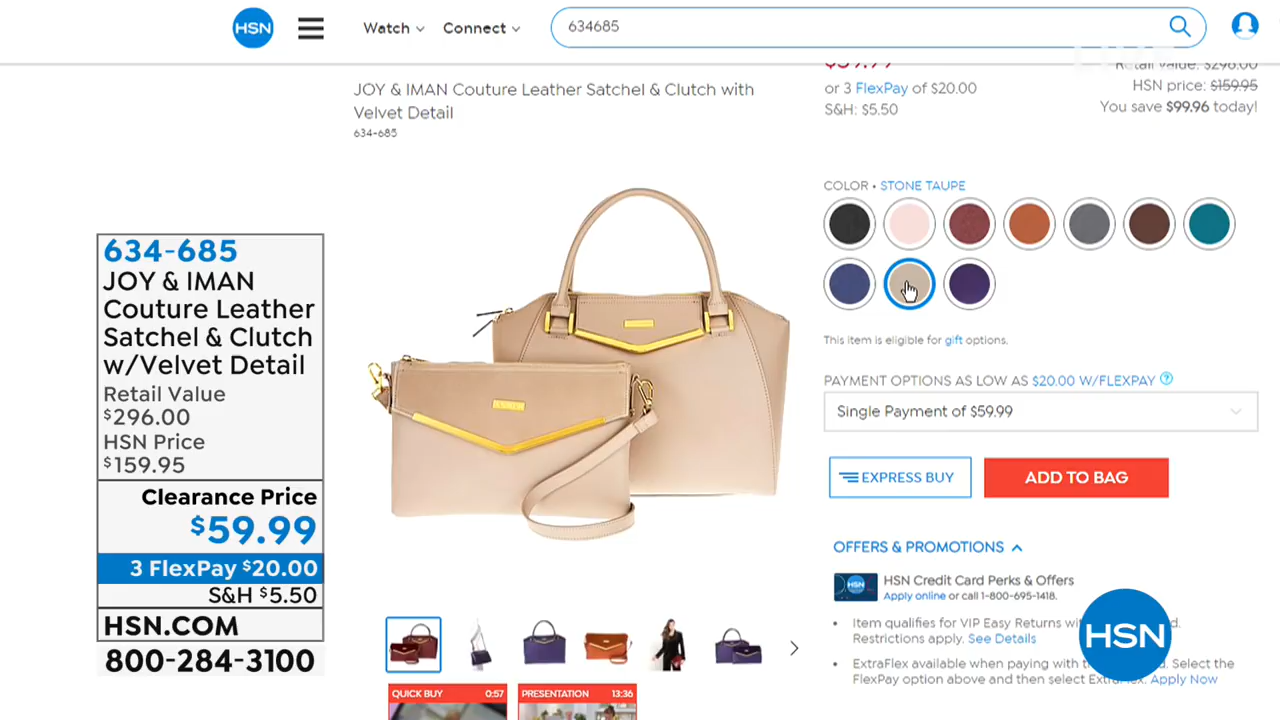 HSN
Watch
Connect
634685
JOY & IMAN Couture Leather Satchel & Clutch with
Velvet Detail
634-685
$59.99
or 3 FlexPay of $20.00
S&H: $5.50
Retail Value: $296.00
HSN price: $159.95
You save $99.96 today!
COLOR • STONE TAUPE
This item is eligible for gift options.
PAYMENT OPTIONS AS LOW AS $20.00 W/FLEXPAY ?
Single Payment of $59.99
EXPRESS BUY
ADD TO BAG
OFFERS & PROMOTIONS
HSN
HSN Credit Card Perks & Offers
Apply online or call 1-800-695-1418.
• Item qualifies for VIP Easy Returns d.
Restrictions apply. See Details
• ExtraFlex available when paying with d. Select the
FlexPay option above and then select Apply Now
HSN
634-685
JOY & IMAN
Couture Leather
Satchel & Clutch
w/Velvet Detail
Retail Value
$296.00
HSN Price
$159.95
Clearance Price
$59.99
3 FlexPay $20.00
S&H $5.50
HSN.COM
800-284-3100
QUICK BUY 0:57
PRESENTATION 13:36